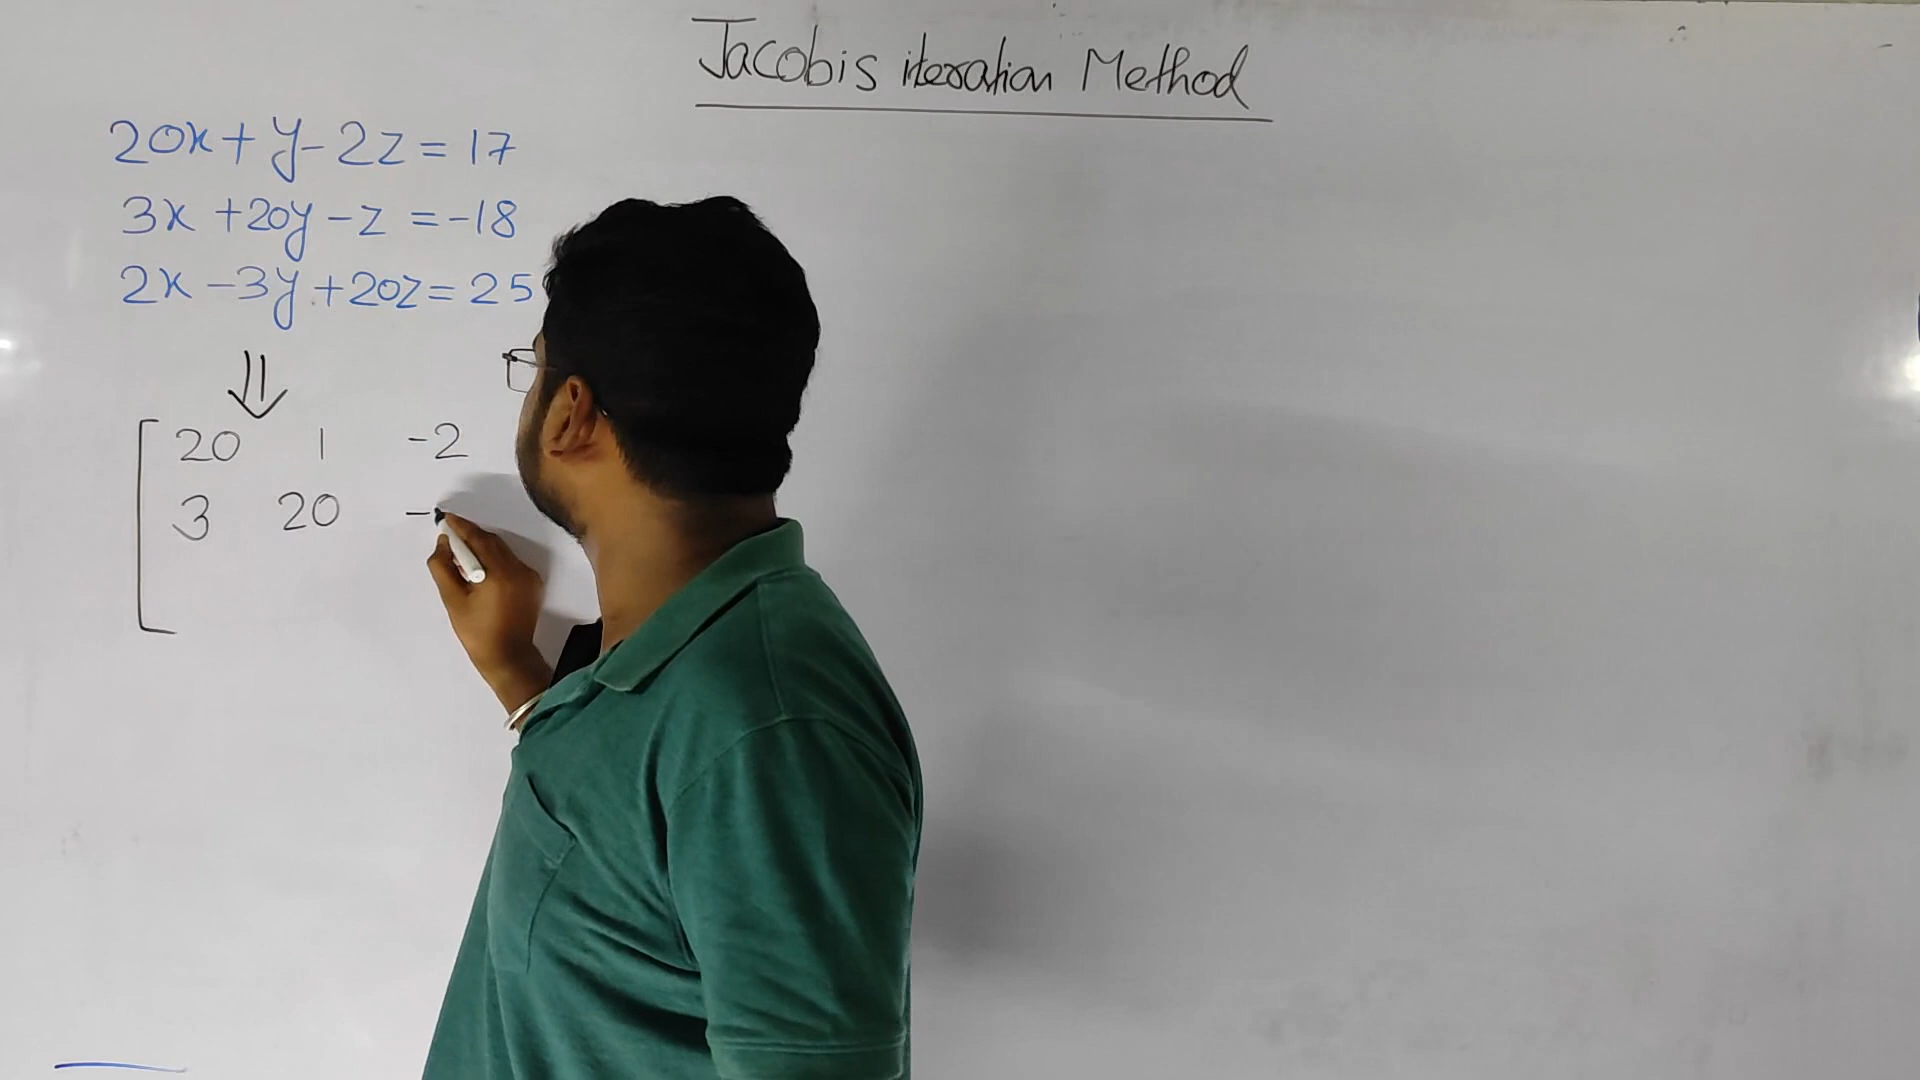 Jacobis iteration Method
20x + y - 2z = 17
3x + 20y - z = -18
2x - 3y + 20z = 25
⇓
[ 20 1 -2
3 20 -